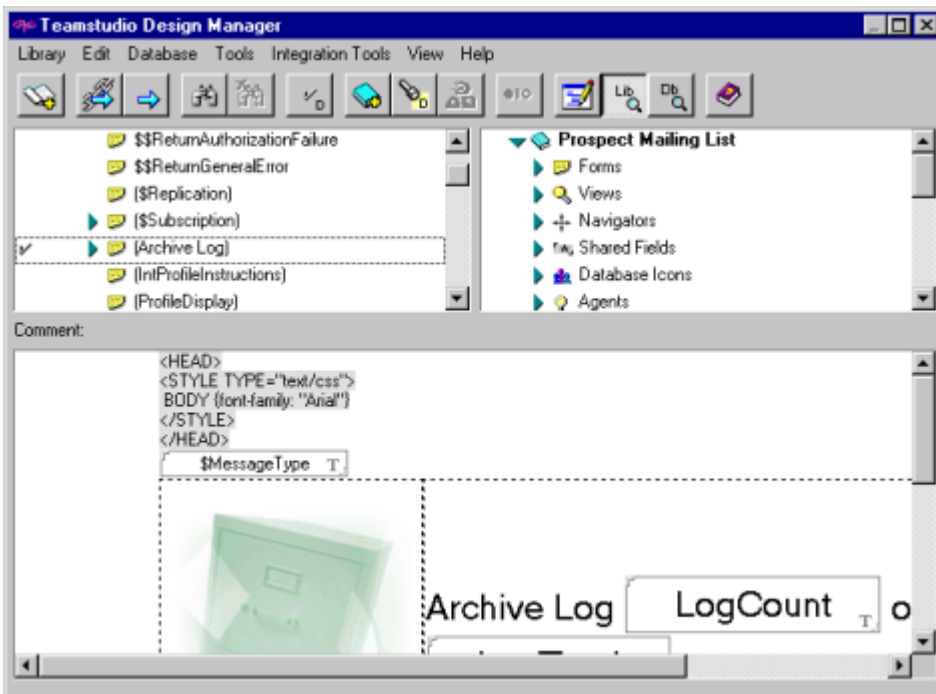 Teamstudio Design Manager
Library Edit Database Tools Integration Tools View Help
Lib Db
$$ReturnAuthorizationFailure
$$ReturnGeneralError
($Replication)
($Subscription)
(Archive Log)
(IntProfileInstructions)
(ProfileDisplay)
Prospect Mailing List
Forms
Views
Navigators
Shared Fields
Database Icons
Agents
Comment:
<HEAD>
<STYLE TYPE="text/css">
BODY {font-family: "Arial"}
</STYLE>
</HEAD>
$MessageType T
Archive Log LogCount T o